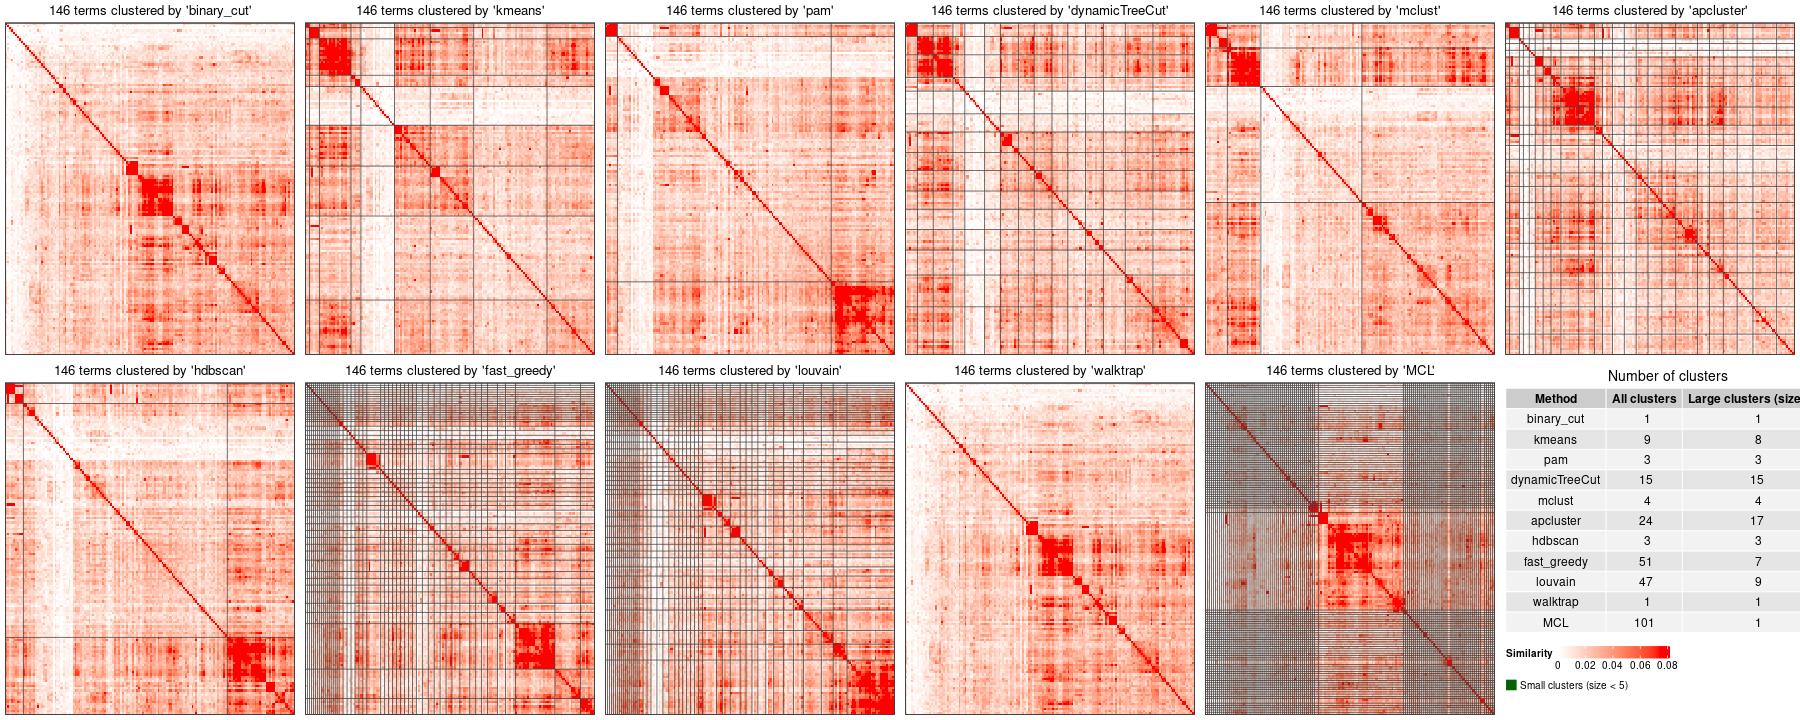 146 terms clustered by 'binary_cut'
146 terms clustered by 'kmeans'
146 terms clustered by 'pam'
146 terms clustered by 'dynamicTreeCut'
146 terms clustered by 'mclust'
146 terms clustered by 'apcluster'
146 terms clustered by 'hdbscan'
146 terms clustered by 'fast_greedy'
146 terms clustered by 'louvain'
146 terms clustered by 'walktrap'
146 terms clustered by 'MCL'
Number of clusters
Method All clusters Large clusters (size
binary_cut 1 1
kmeans 9 8
pam 3 3
dynamicTreeCut 15 15
mclust 4 4
apcluster 24 17
hdbscan 3 3
fast_greedy 51 7
louvain 47 9
walktrap 1 1
MCL 101 1
Similarity
0 0.02 0.04 0.06 0.08
Small clusters (size < 5)